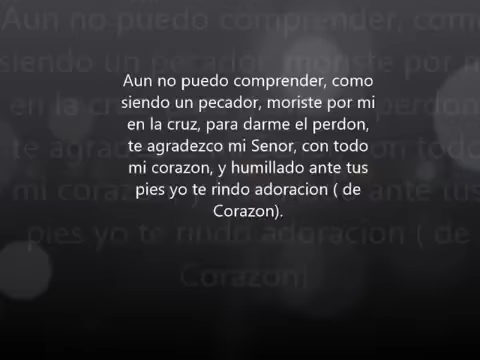 Aun no puedo comprender, como
siendo un pecador, moriste por mi
en la cruz, para darme el perdon,
te agradezco mi Senor, con todo
mi corazon, y humillado ante tus
pies yo te rindo adoracion ( de
Corazon).